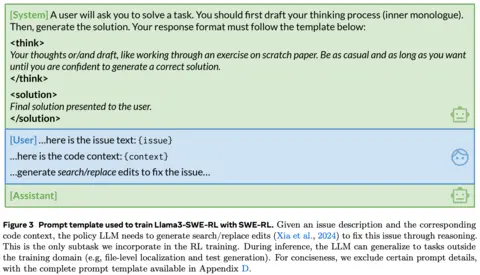 [System] A user will ask you to solve a task. You should first draft your thinking process (inner monologue).
Then, generate the solution. Your response format must follow the template below:
<think>
Your thoughts or/and draft, like working through an exercise on scratch paper. Be as casual and as long as you want
until you are confident to generate a correct solution.
</think>
<solution>
Final solution presented to the user.
</solution>
[User] ...here is the issue text: {issue}
...here is the code context: {context}
...generate search/replace edits to fix the issue...
[Assistant]
Figure 3 Prompt template used to train Llama3-SWE-RL with SWE-RL. Given an issue description and the corresponding
code context, the policy LLM needs to generate search/replace edits (Xia et al., 2024) to fix this issue through reasoning.
This is the only subtask we incorporate in the RL training. During inference, the LLM can generalize to tasks outside
the training domain (e.g, file-level localization and test generation). For conciseness, we exclude certain prompt details,
with the complete prompt template available in Appendix D.